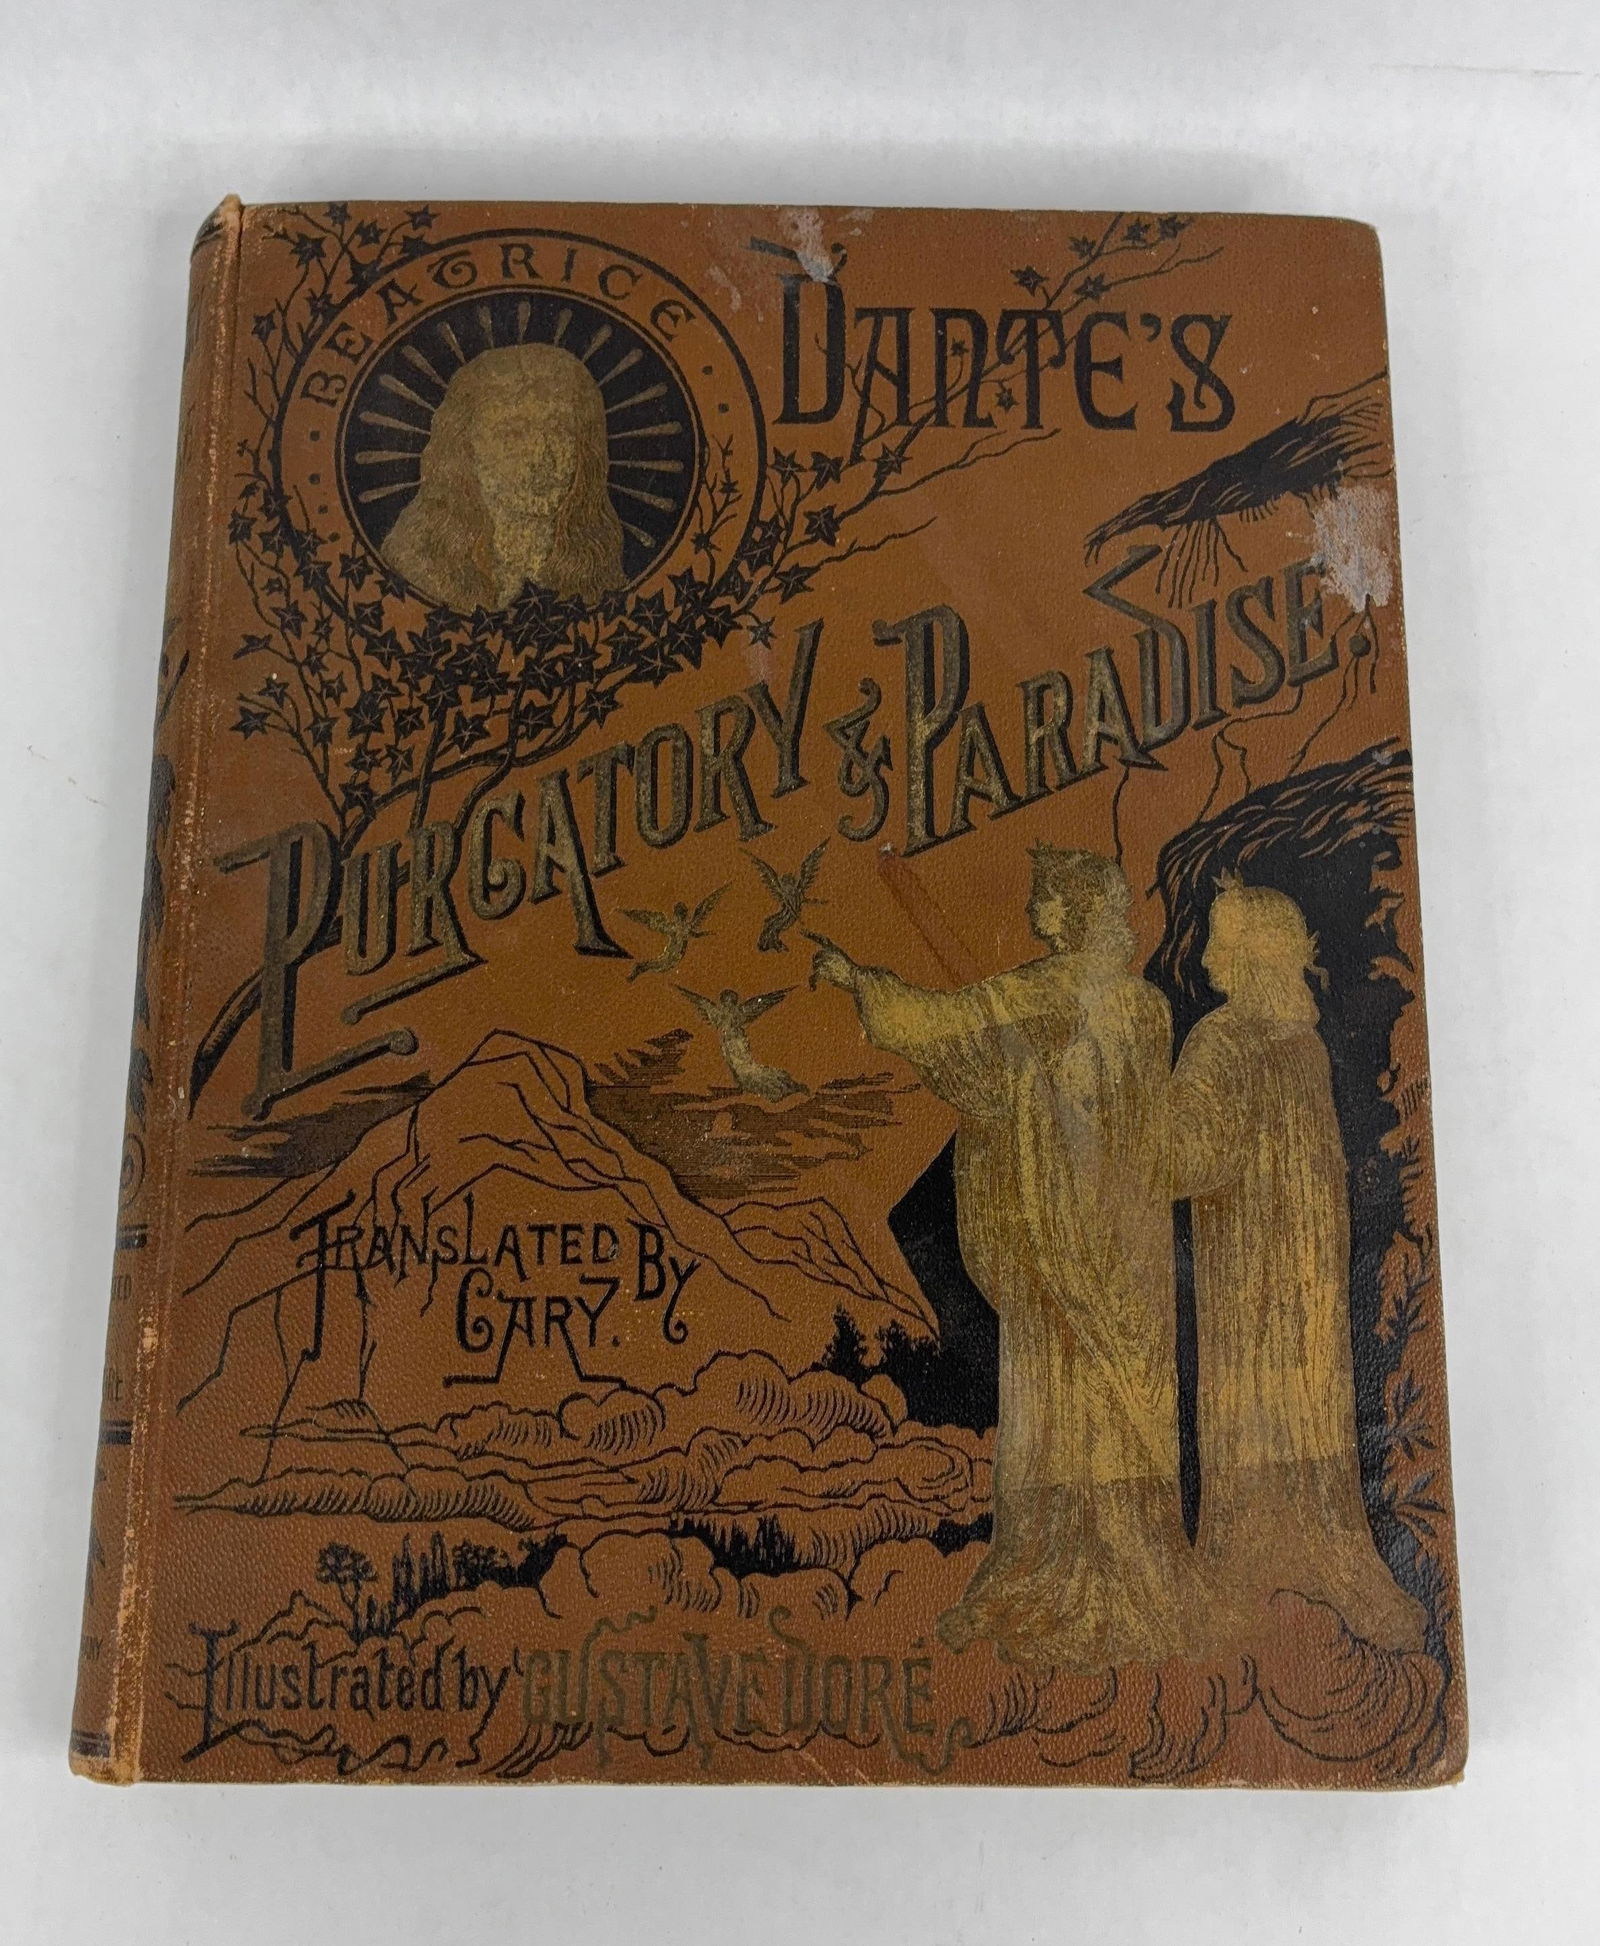 BEATRICE
DANTE'S
PURGATORY & PARADISE.
TRANSLATED BY
CARY.
Illustrated by GUSTAVE DORÉ